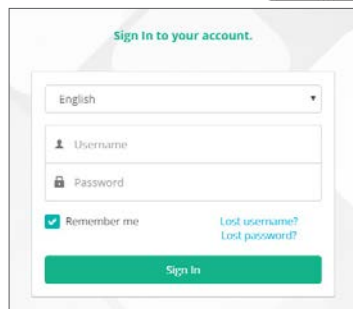 Sign In to your account.
English
Username
Password
Remember me
Lost username?
Lost password?
Sign In